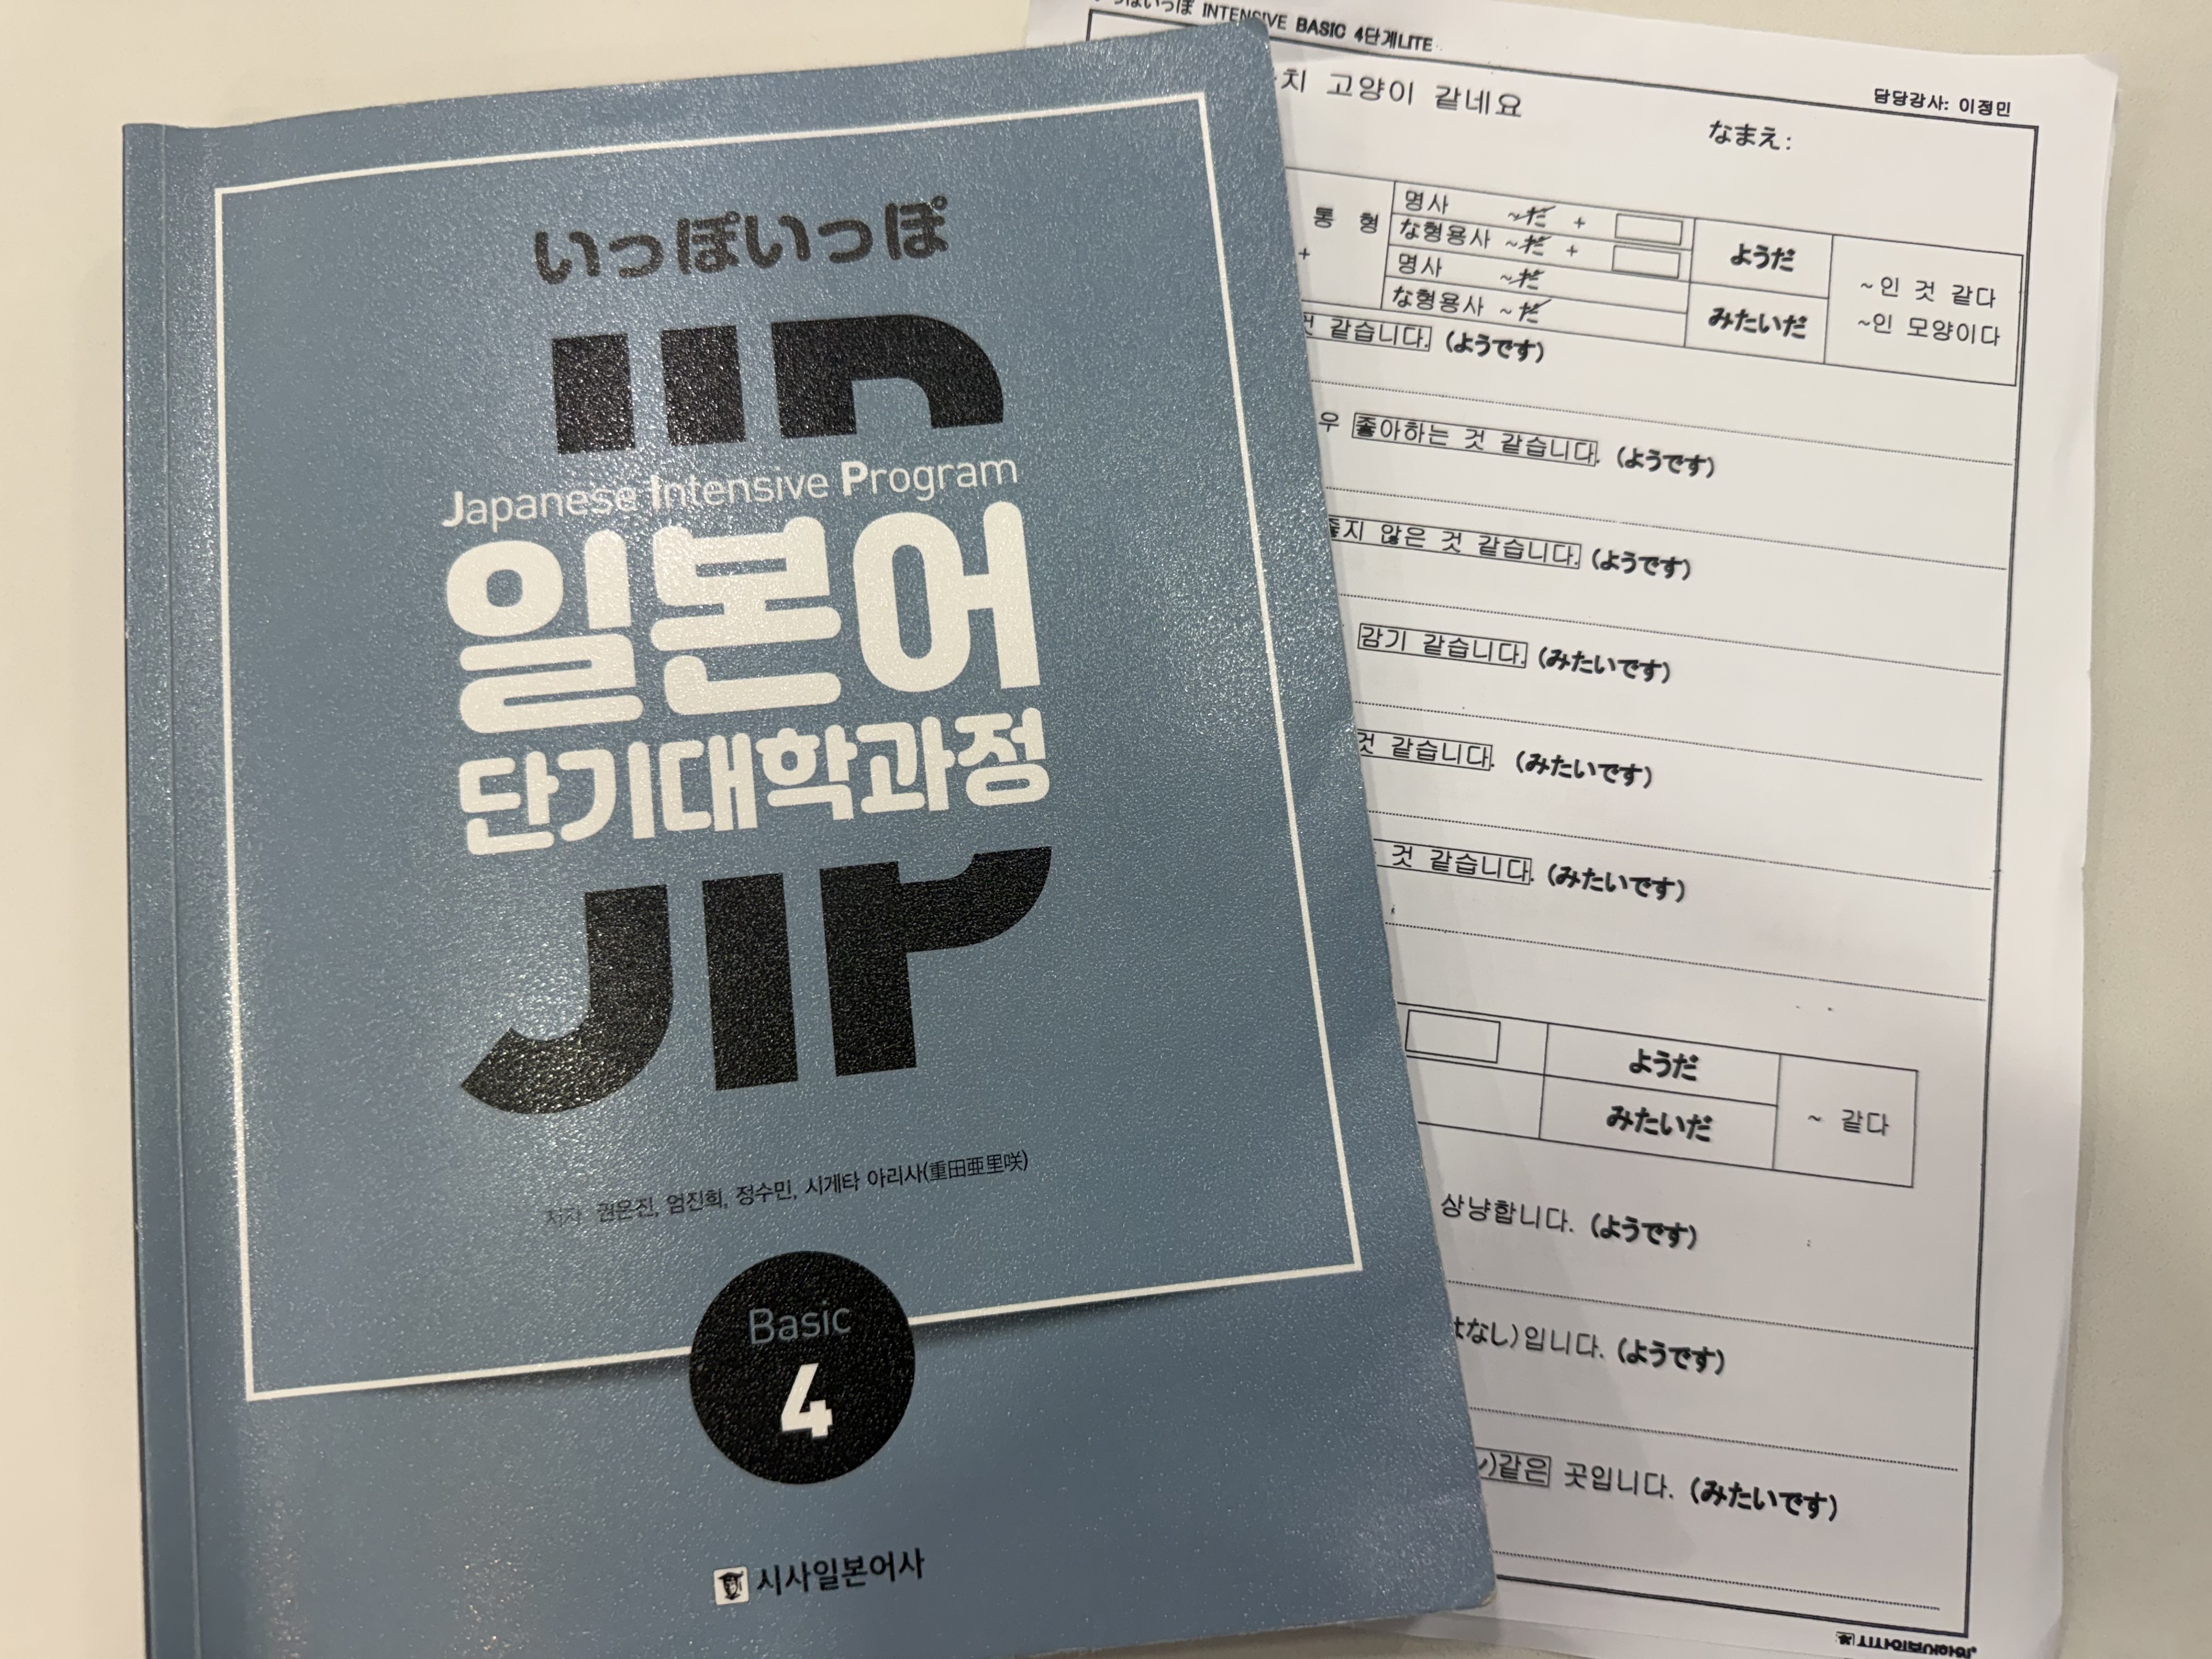 いっぽいっぽ
JIP
Japanese Intensive Program
일본어
단기대학과정
JIP
저자 권은진, 엄진희, 정수민, 시게타 아리사(重田亜里咲)
Basic
4
시사일본어사
INTENSIVE BASIC 4단계LITE
담당강사: 이정민
고양이 같네요
なまえ:
통 형
+
명사 ~だ +
な형용사 ~だ +
명사 ~だ
な형용사 ~だ
ようだ
みたいだ
~인 것 같다
~인 모양이다
같습니다. (ようです)
좋아하는 것 같습니다. (ようです)
않은 것 같습니다. (ようです)
감기 같습니다. (みたいです)
것 같습니다. (みたいです)
것 같습니다. (みたいです)
ようだ
みたいだ
~ 같다
상냥합니다. (ようです)
なし)입니다. (ようです)
)같은 곳입니다. (みたいです)